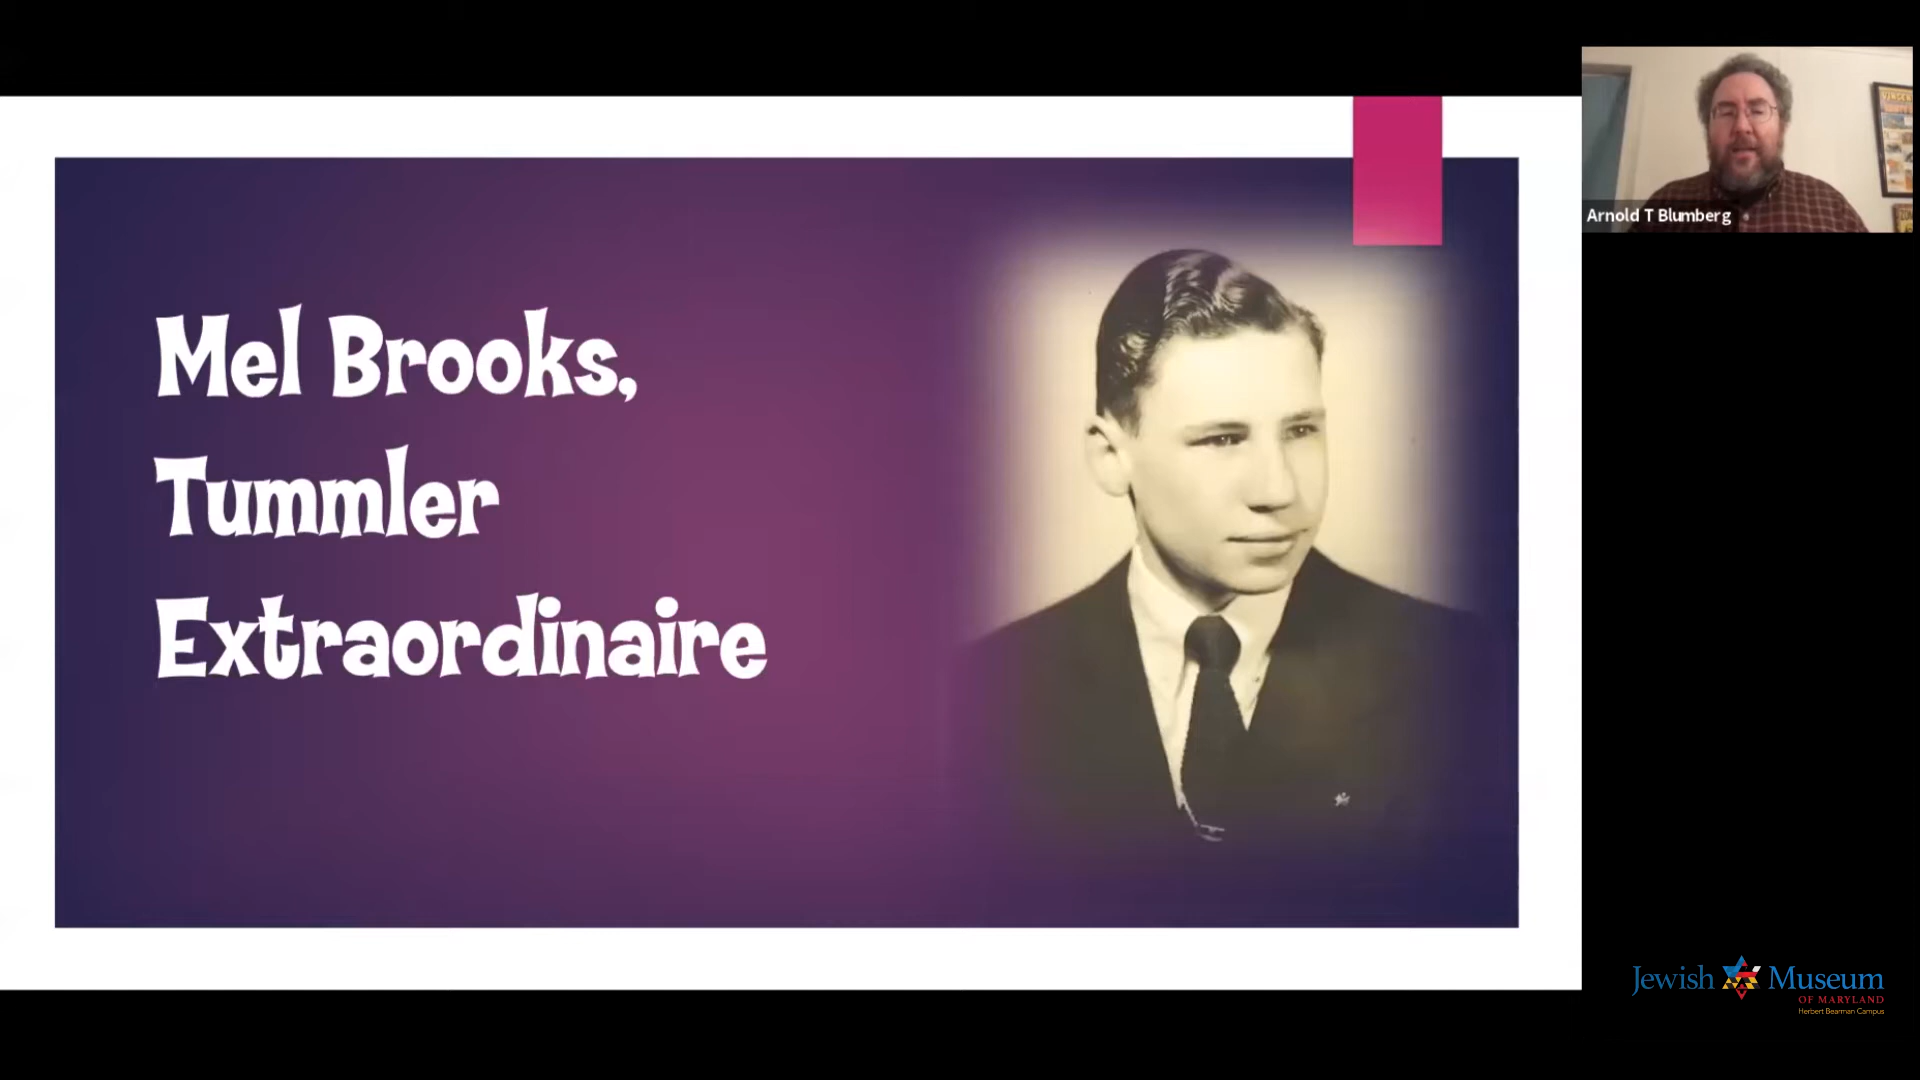 Mel Brooks,
Tummler
Extraordinaire
Arnold T Blumberg
Jewish Museum
OF MARYLAND
Herbert Bearman Campus